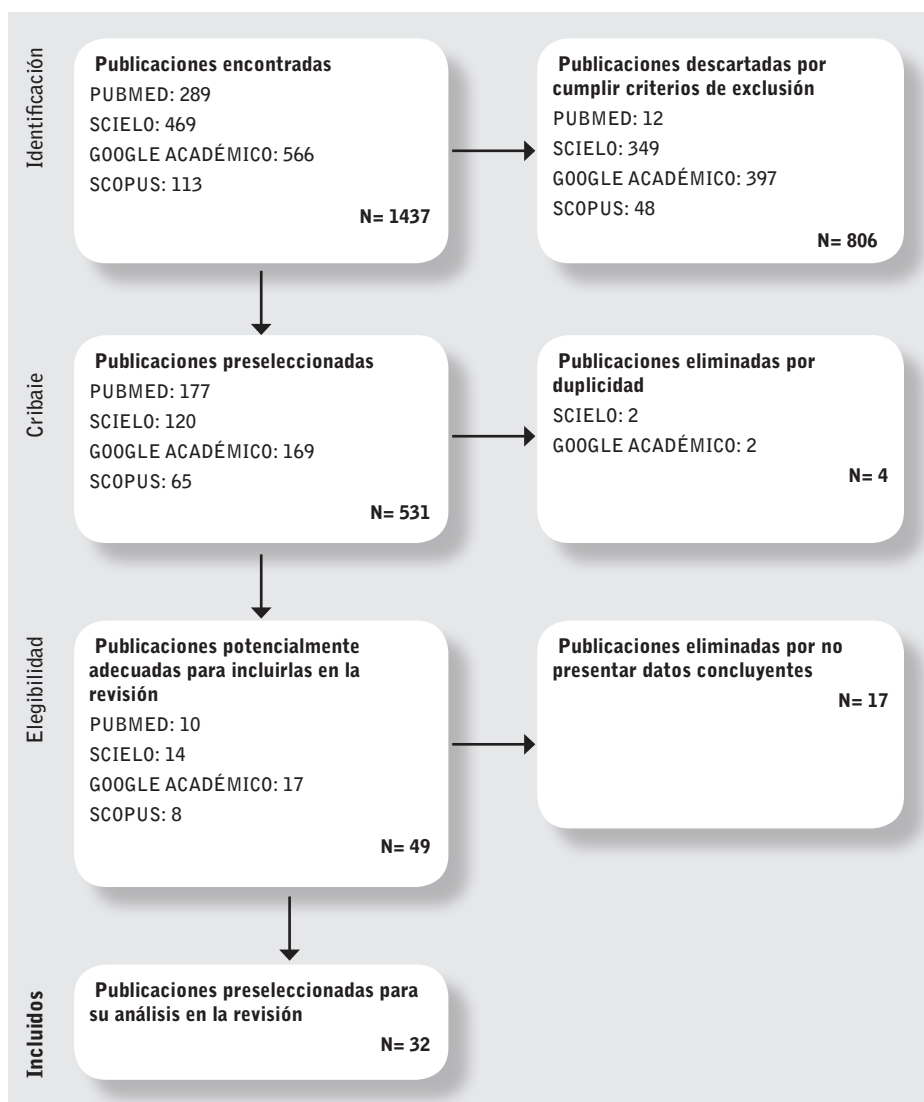 Identificación
Publicaciones encontradas
PUBMED: 289
SCIELO: 469
GOOGLE ACADÉMICO: 566
SCOPUS: 113
N= 1437
Publicaciones descartadas por
cumplir criterios de exclusión
PUBMED: 12
SCIELO: 349
GOOGLE ACADÉMICO: 397
SCOPUS: 48
N= 806
Cribaie
Publicaciones preseleccionadas
PUBMED: 177
SCIELO: 120
GOOGLE ACADÉMICO: 169
SCOPUS: 65
N= 531
Publicaciones eliminadas por
duplicidad
SCIELO: 2
GOOGLE ACADÉMICO: 2
N= 4
Elegibilidad
Publicaciones potencialmente
adecuadas para incluirlas en la
revisión
PUBMED: 10
SCIELO: 14
GOOGLE ACADÉMICO: 17
SCOPUS: 8
N= 49
Publicaciones eliminadas por no
presentar datos concluyentes
N= 17
Incluidos
Publicaciones preseleccionadas para
su análisis en la revisión
N= 32